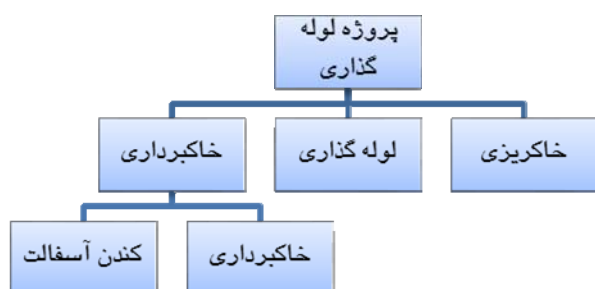 پروژه لوله
گذاری
خاکریزی
لوله گذاری
خاکبرداری
خاکبرداری
کندن آسفالت